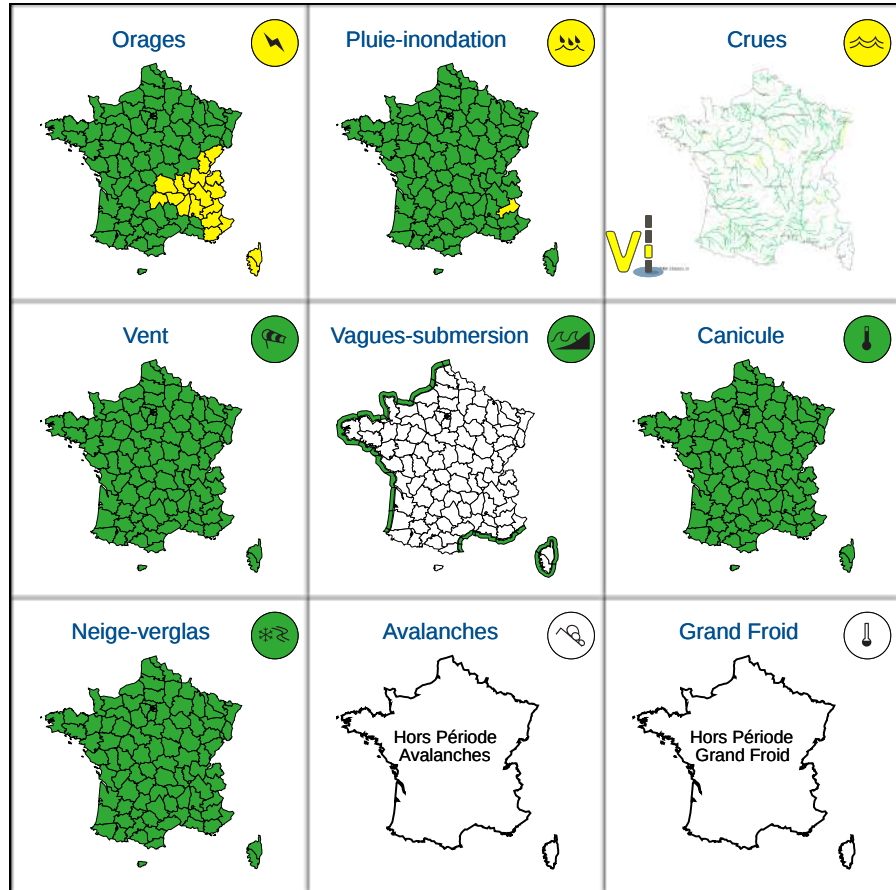 Orages
Pluie-inondation
Crues
Vi
Vent
Vagues-submersion
Canicule
Neige-verglas
Avalanches
Grand Froid
Hors Période
Avalanches
Hors Période
Grand Froid